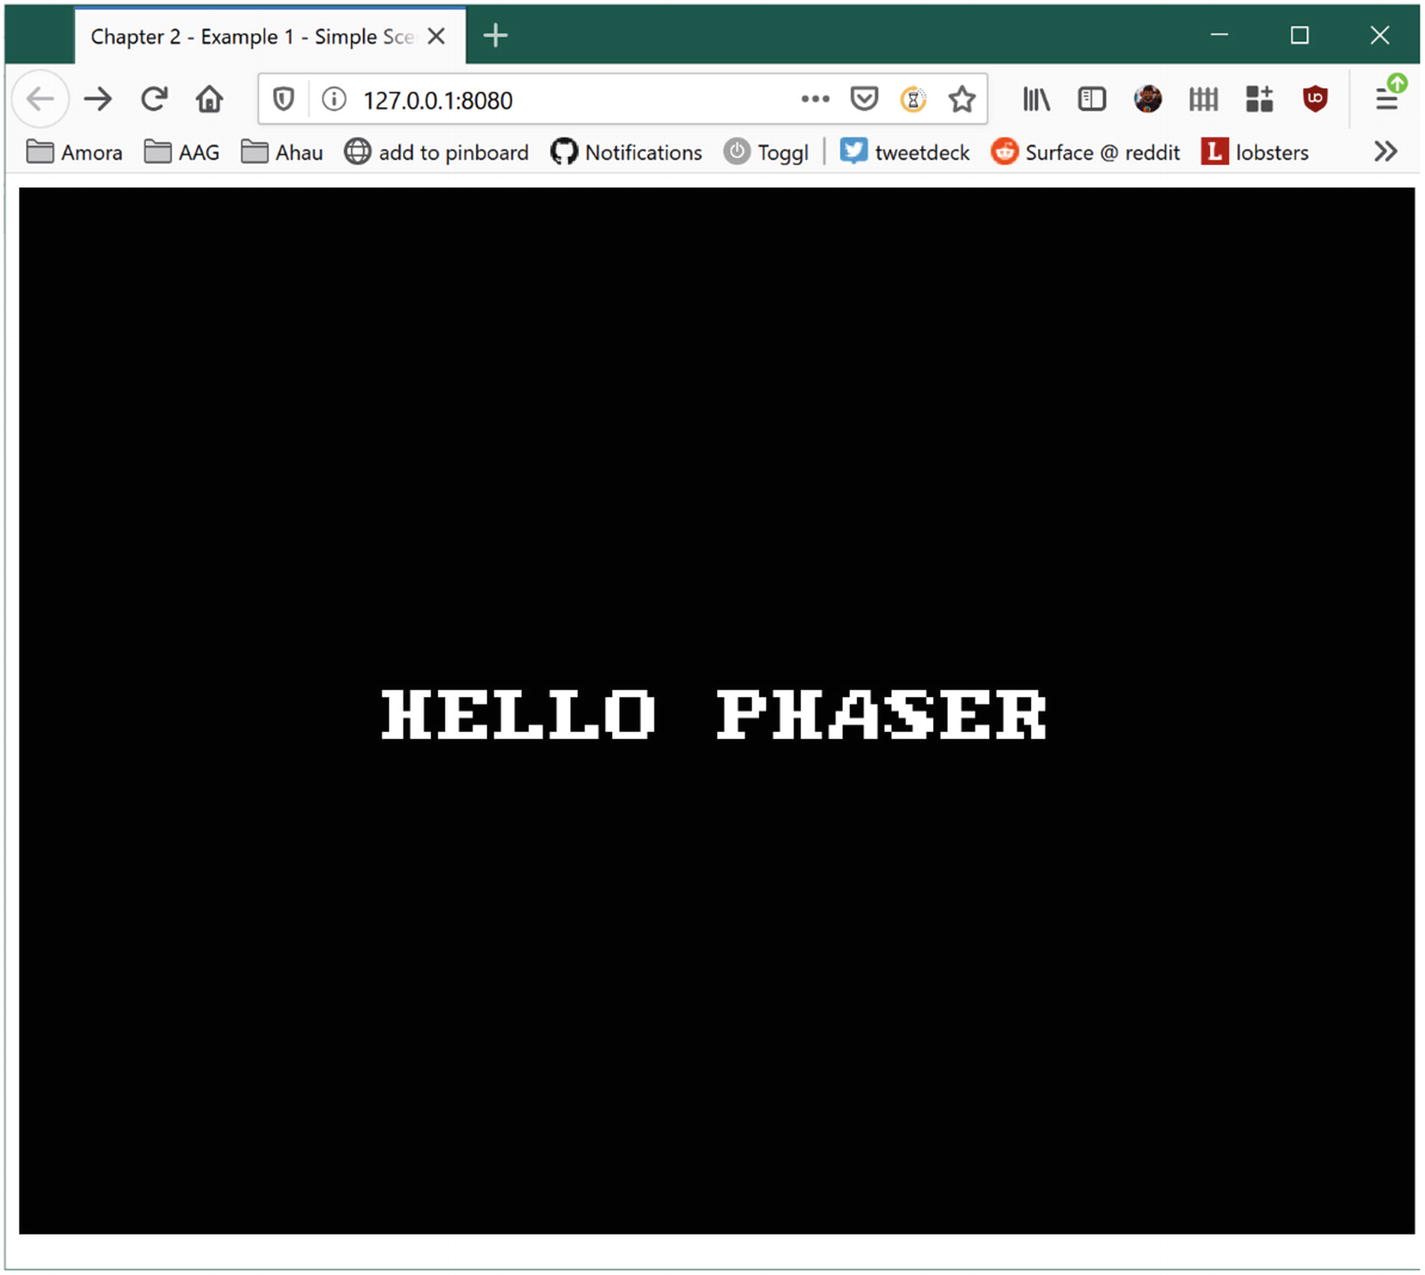 Chapter 2 - Example 1 - Simple Sce
127.0.0.1:8080
Amora AAG Ahau add to pinboard Notifications Toggl tweetdeck Surface @ reddit L lobsters
HELLO PHASER